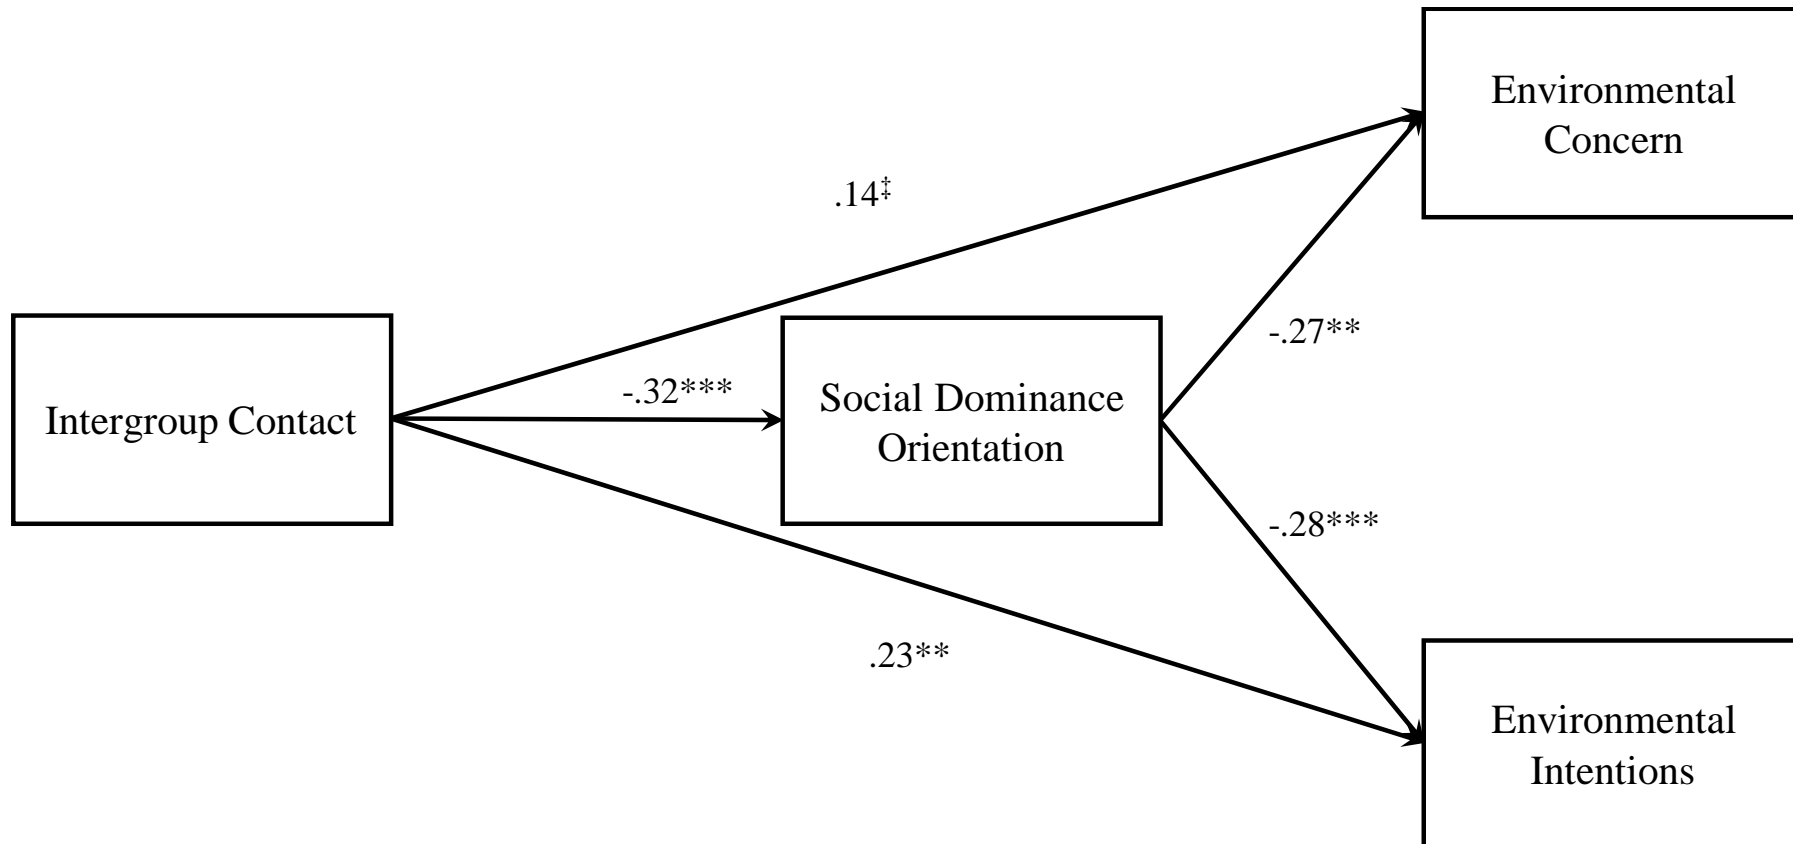 Environmental
Concern
.14‡
-.27**
-.32***
Intergroup Contact
Social Dominance
Orientation
-.28***
.23**
Environmental
Intentions